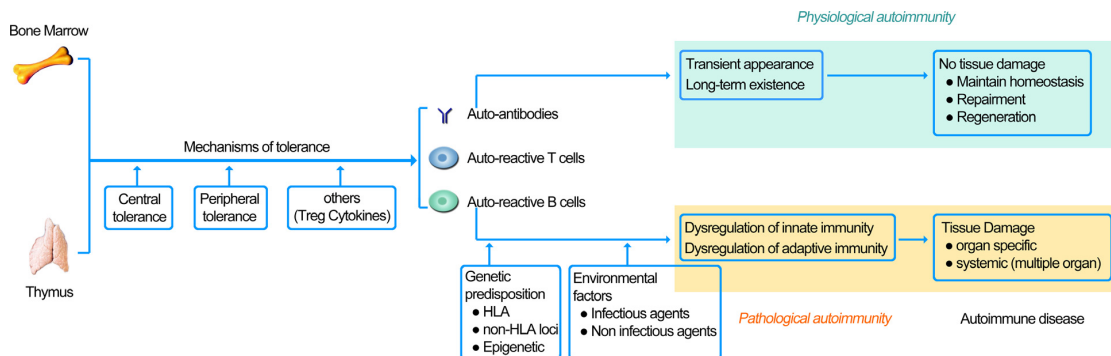 Physiological autoimmunity
Bone Marrow
Transient appearance
Long-term existence
No tissue damage
● Maintain homeostasis
● Repairment
● Regeneration
Auto-antibodies
Mechanisms of tolerance
Auto-reactive T cells
Central
tolerance
Peripheral
tolerance
others
(Treg Cytokines)
Auto-reactive B cells
Thymus
Dysregulation of innate immunity
Dysregulation of adaptive immunity
Tissue Damage
● organ specific
● systemic (multiple organ)
Genetic
predisposition
● HLA
● non-HLA loci
● Epigenetic
Environmental
factors
● Infectious agents
● Non infectious agents
Pathological autoimmunity
Autoimmune disease